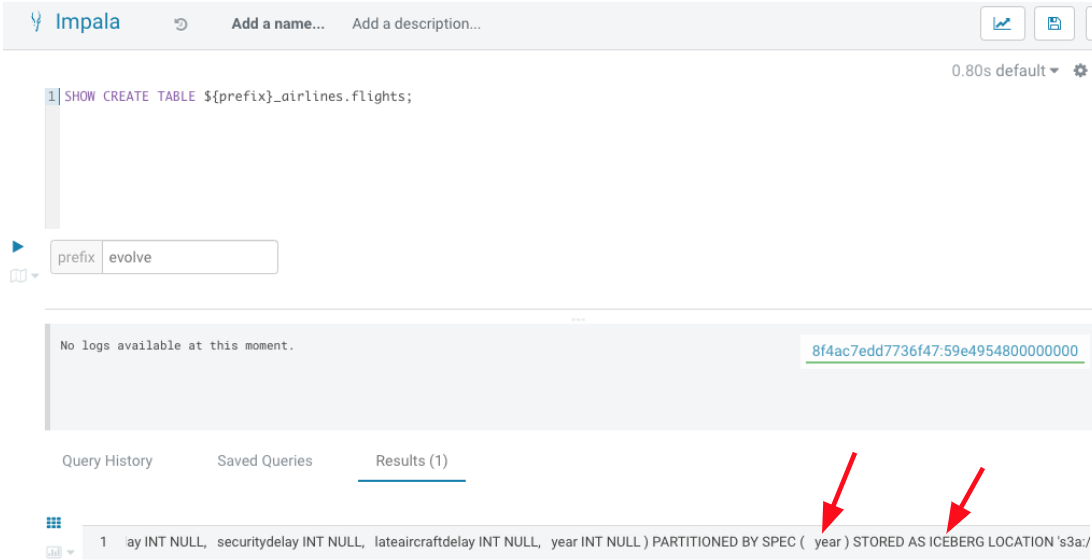 Impala Add a name... Add a description...
0.80s default
1 SHOW CREATE TABLE ${prefix}_airlines.flights;
prefix evolve
No logs available at this moment.
8f4ac7edd7736f47:59e4954800000000
Query History Saved Queries Results (1)
1 lay INT NULL, securitydelay INT NULL, lateaircraftdelay INT NULL, year INT NULL ) PARTITIONED BY SPEC ( year ) STORED AS ICEBERG LOCATION 's3a:/